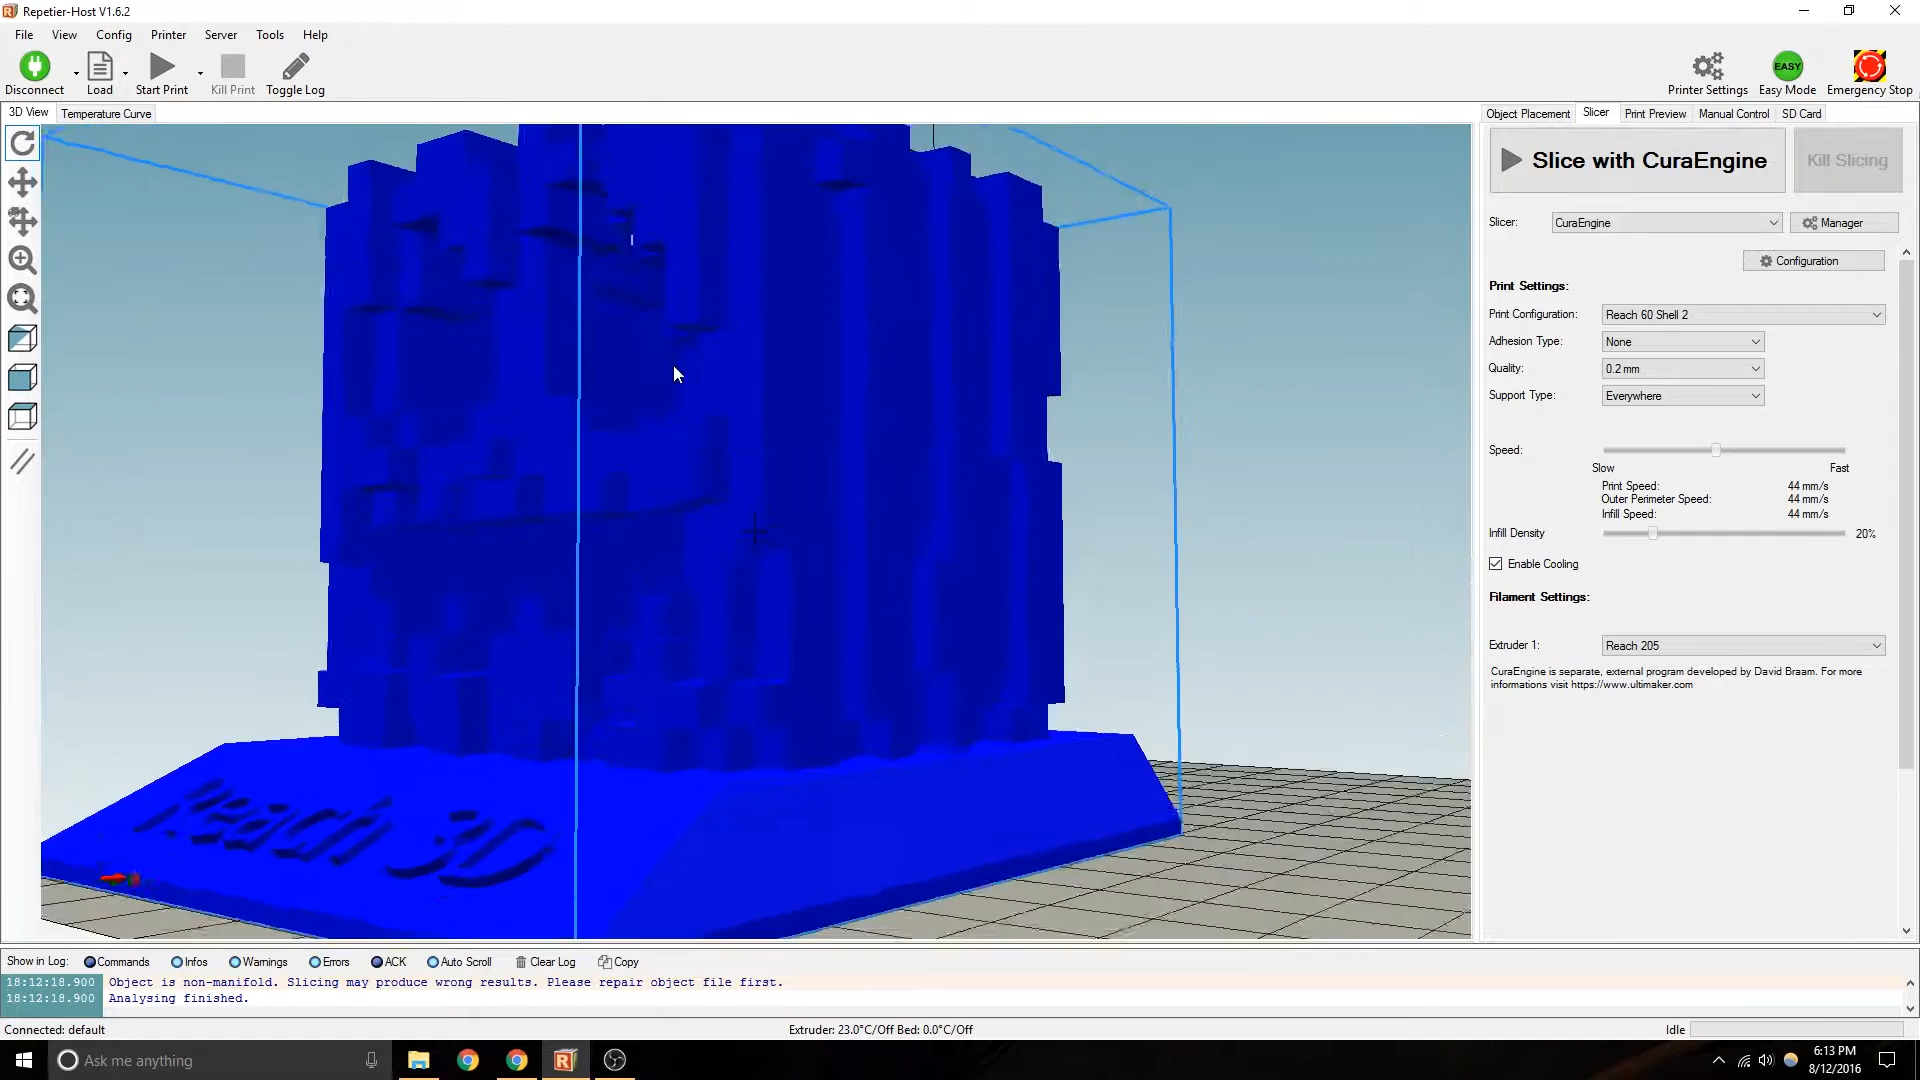 Repetier-Host V1.6.2
File View Config Printer Server Tools Help
Disconnect Load Start Print Kill Print Toggle Log
Printer Settings EASY Easy Mode Emergency Stop
3D View Temperature Curve
Object Placement Slicer Print Preview Manual Control SD Card
Slice with CuraEngine Kill Slicing
Slicer: CuraEngine Manager
Configuration
Print Settings:
Print Configuration: Reach 60 Shell 2
Adhesion Type: None
Quality: 0.2 mm
Support Type: Everywhere
Speed:
Slow Fast
Print Speed: 44 mm/s
Outer Perimeter Speed: 44 mm/s
Infill Speed: 44 mm/s
Infill Density 20%
Enable Cooling
Filament Settings:
Extruder 1: Reach 205
CuraEngine is separate, external program developed by David Braam. For more
informations visit https://www.ultimaker.com
Reach 3D
Show in Log: Commands Infos Warnings Errors ACK Auto Scroll Clear Log Copy
18:12:18.900 Object is non-manifold. Slicing may produce wrong results. Please repair object file first.
18:12:18.900 Analysing finished.
Connected: default Extruder: 23.0°C/Off Bed: 0.0°C/Off Idle
Ask me anything
6:13 PM
8/12/2016